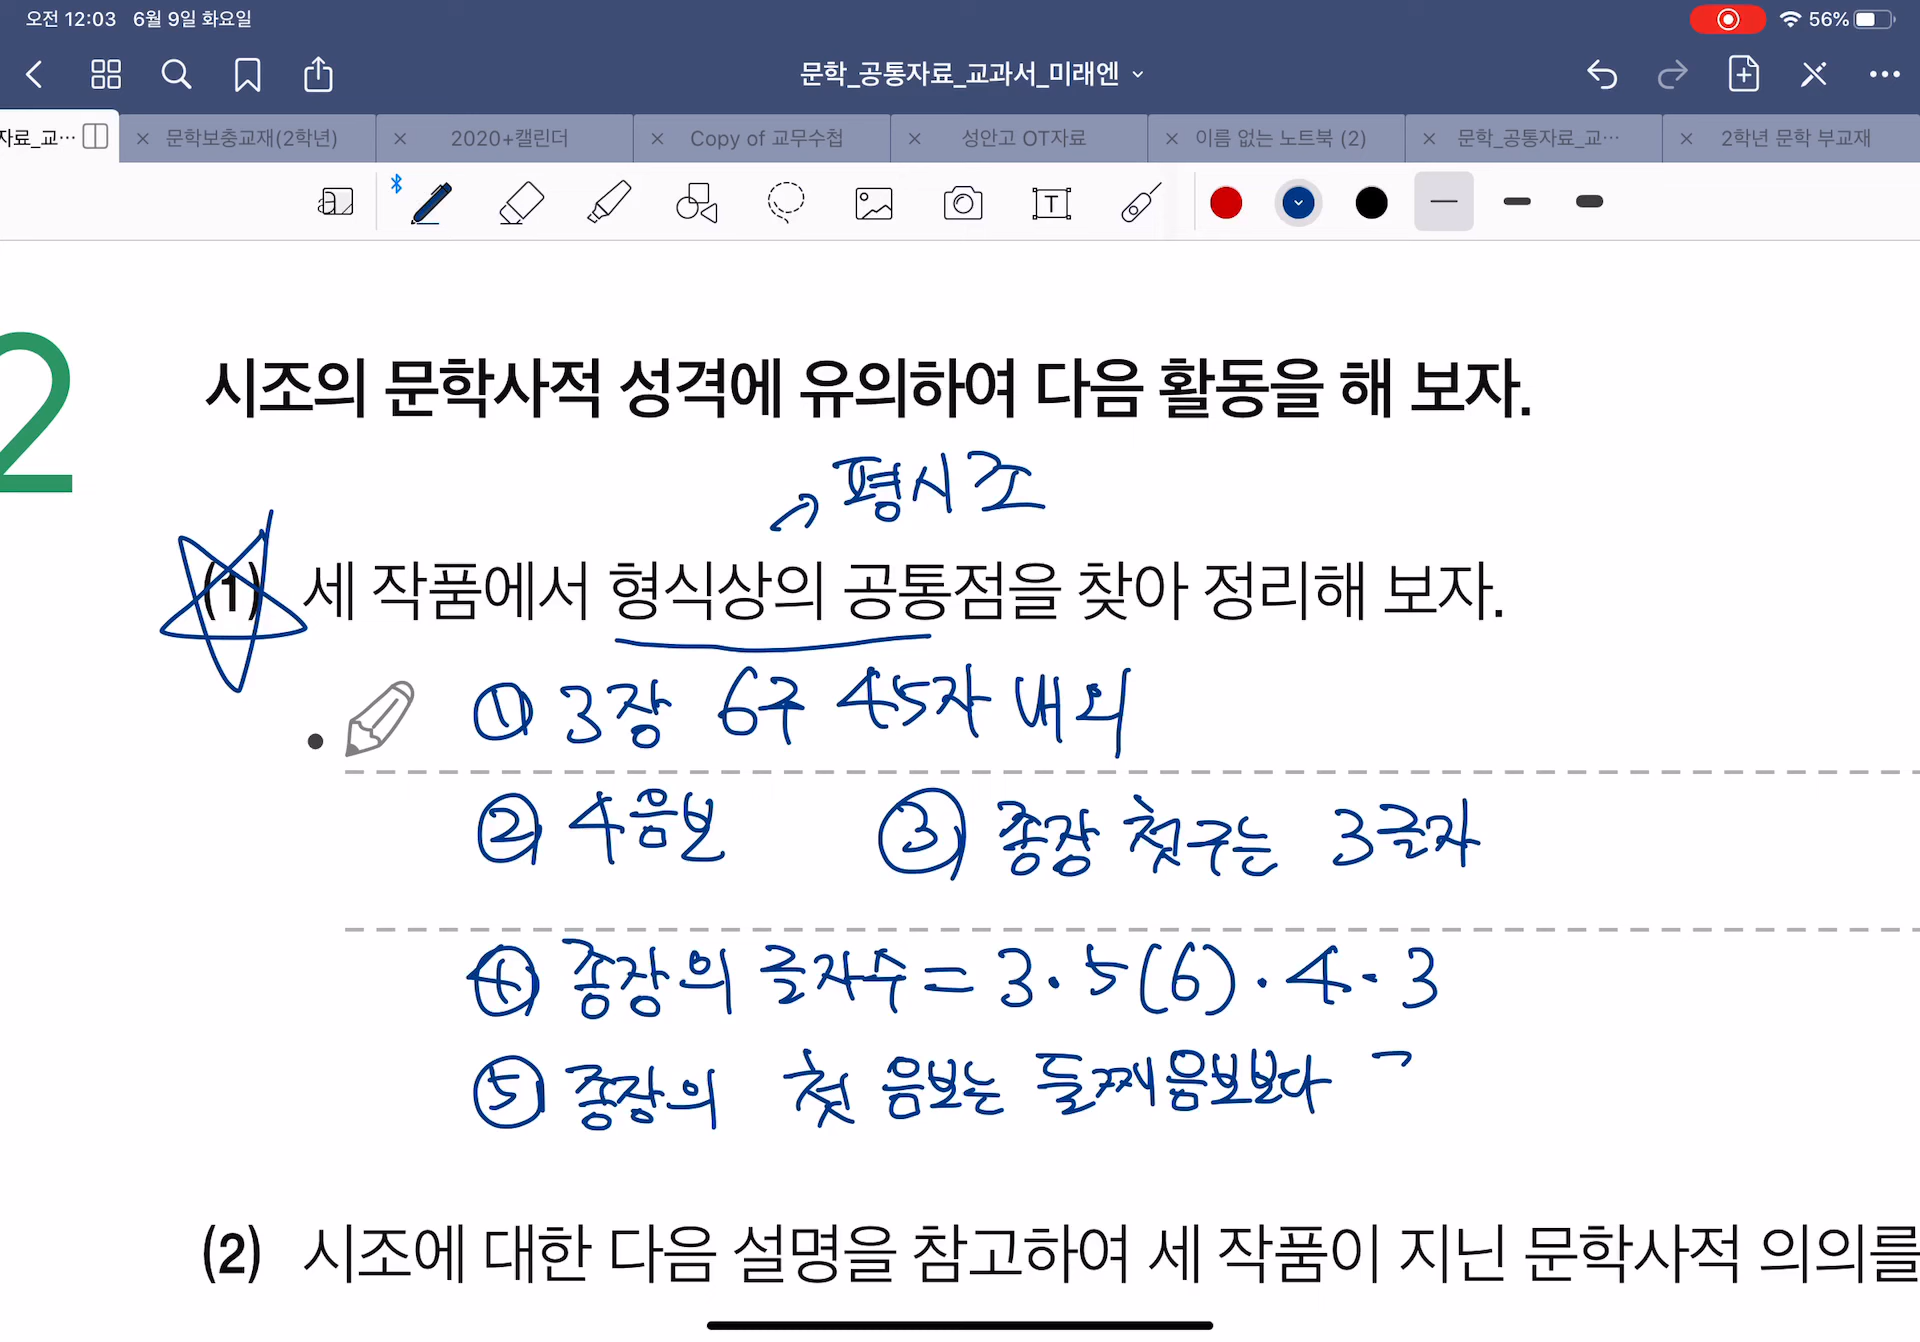 오전 12:03 6월 9일 화요일 56%
문학_공통자료_교과서_미래엔
자료_교… 문학보충교재(2학년) 2020+캘린더 Copy of 교무수첩 성안고 OT자료 이름 없는 노트북 (2) 문학_공통자료_교… 2학년 문학 부교재
2 시조의 문학사적 성격에 유의하여 다음 활동을 해 보자.
평시조
(1) 세 작품에서 형식상의 공통점을 찾아 정리해 보자.
① 3장 6구 45자 내외
② 4음보 ③ 종장 첫구는 3글자
④ 종장의 글자수 = 3·5(6)·4·3
⑤ 종장의 첫 음보는 둘째음보보다 ㄱ
(2) 시조에 대한 다음 설명을 참고하여 세 작품이 지닌 문학사적 의의를